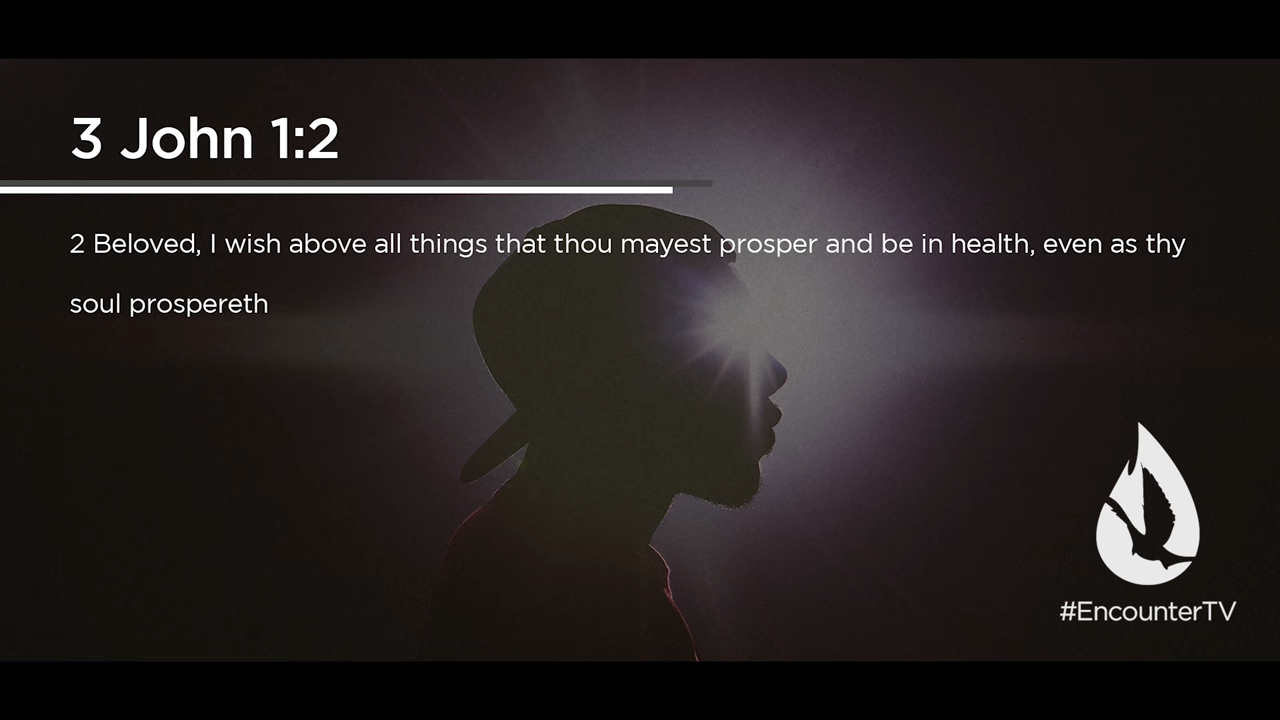 3 John 1:2
2 Beloved, I wish above all things that thou mayest prosper and be in health, even as thy
soul prospereth
#EncounterTV